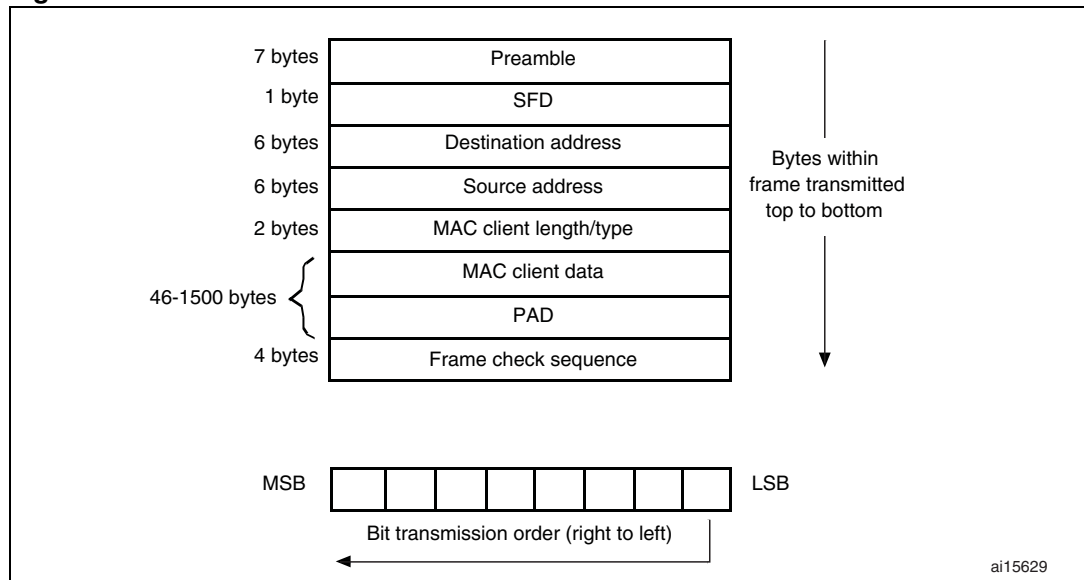 7 bytes Preamble
1 byte SFD
6 bytes Destination address
6 bytes Source address
2 bytes MAC client length/type
46-1500 bytes
MAC client data
PAD
4 bytes Frame check sequence
Bytes within
frame transmitted
top to bottom
MSB LSB
Bit transmission order (right to left)
ai15629